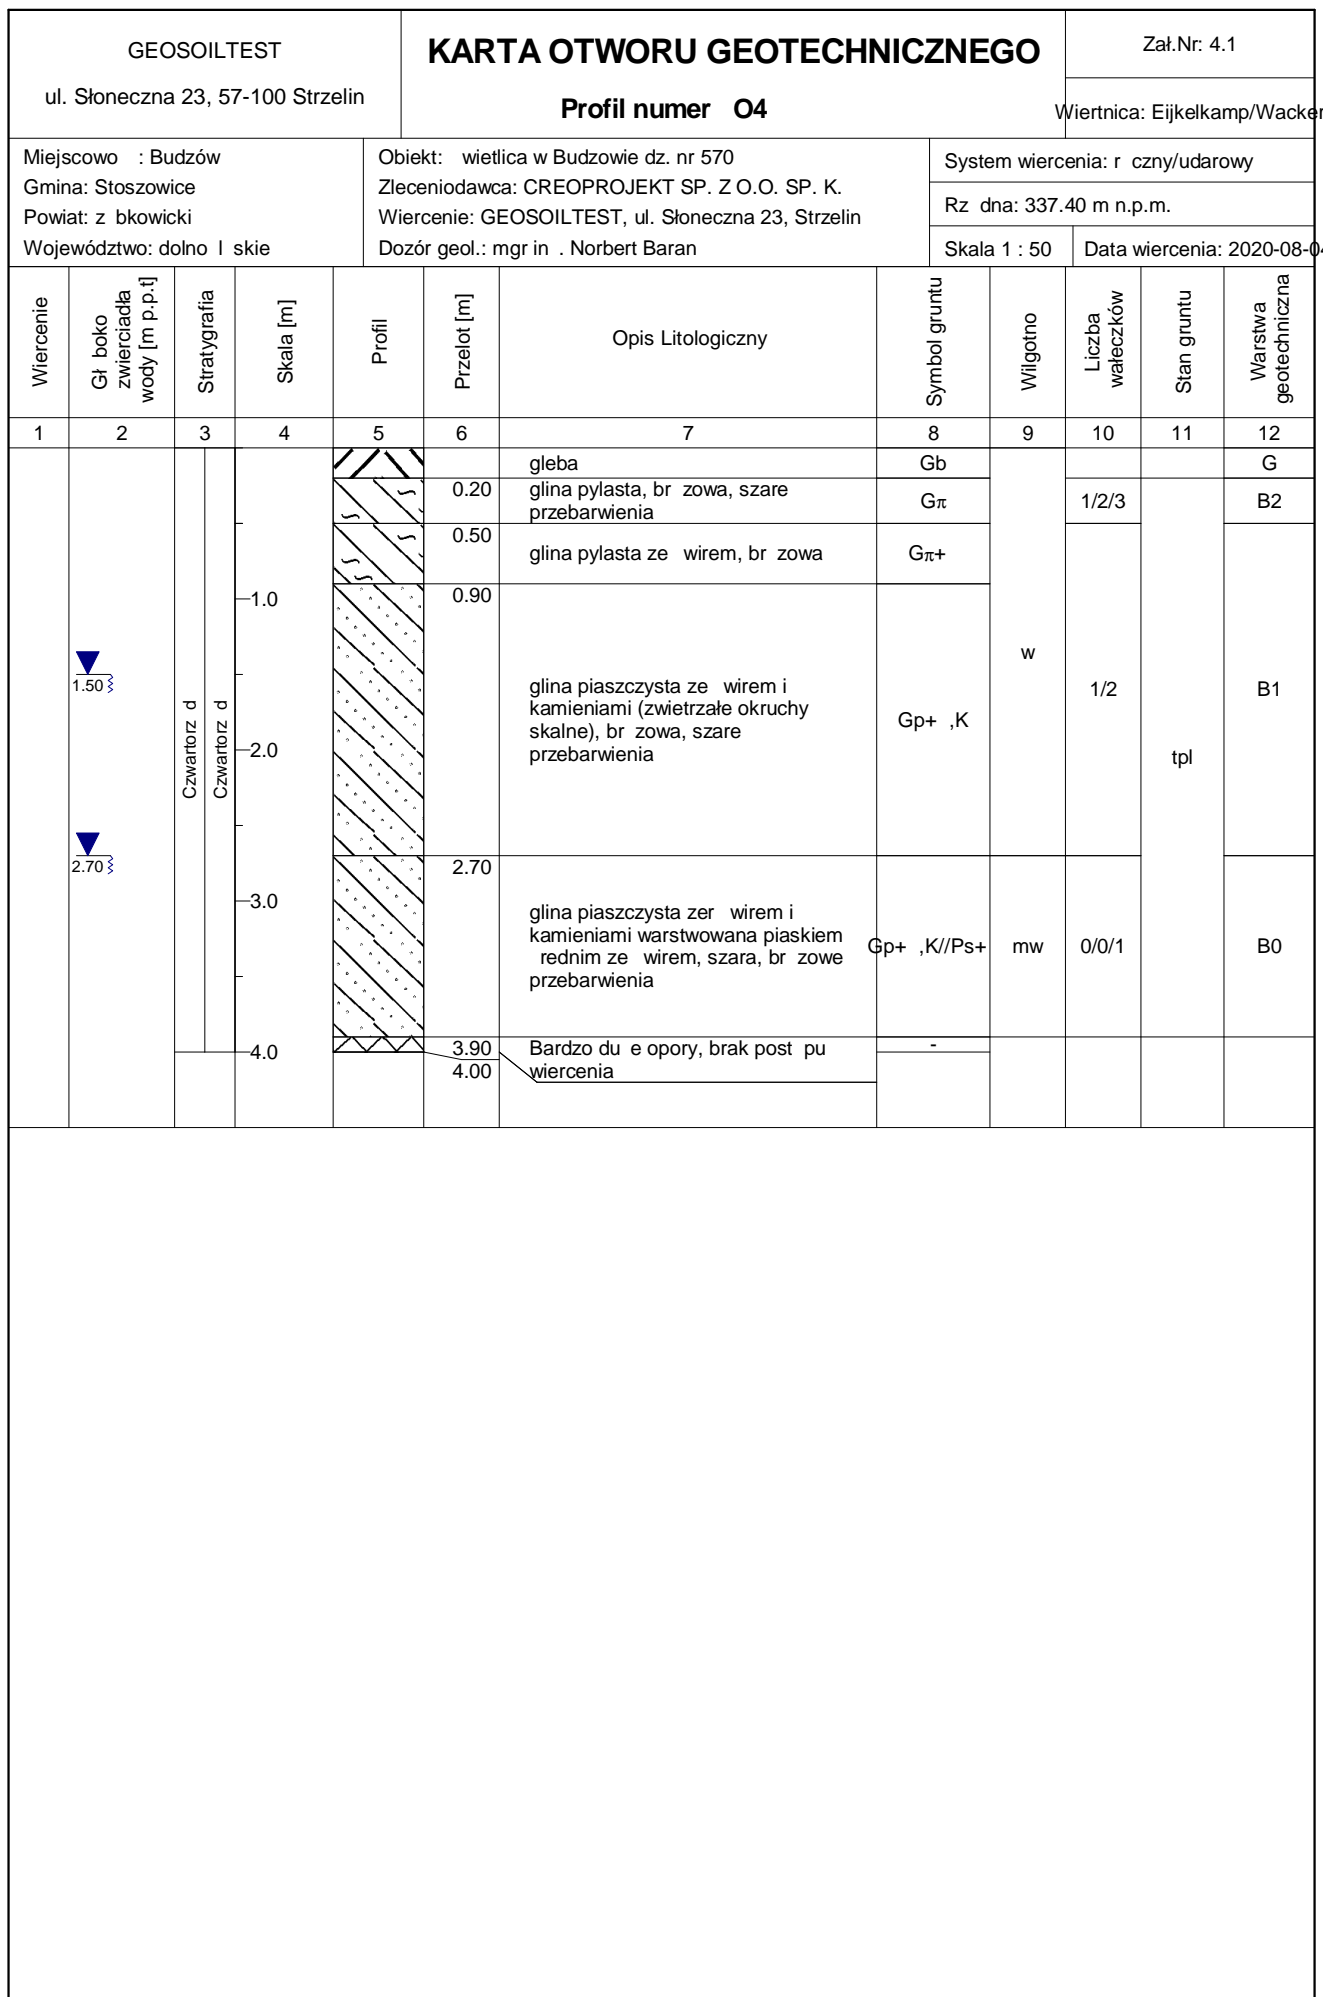 GEOSOILTEST
ul. Słoneczna 23, 57-100 Strzelin
KARTA OTWORU GEOTECHNICZNEGO
Profil numer O4
Zał.Nr: 4.1
Wiertnica: Eijkelkamp/Wacker
Miejscowo : Budzów
Gmina: Stoszowice
Powiat: z bkowicki
Województwo: dolno l skie
Obiekt: wietlica w Budzowie dz. nr 570
Zleceniodawca: CREOPROJEKT SP. Z O.O. SP. K.
Wiercenie: GEOSOILTEST, ul. Słoneczna 23, Strzelin
Dozór geol.: mgr in . Norbert Baran
System wiercenia: r czny/udarowy
Rz dna: 337.40 m n.p.m.
Skala 1 : 50
Data wiercenia: 2020-08-04
Wiercenie
Gł boko
zwierciadła
wody [m p.p.t]
Stratygrafia
Skala [m]
Profil
Przelot [m]
Opis Litologiczny
Symbol gruntu
Wilgotno
Liczba
wałeczków
Stan gruntu
Warstwa
geotechniczna
1 2 3 4 5 6 7 8 9 10 11 12
gleba Gb G
0.20 glina pylasta, br zowa, szare
przebarwienia
Gπ 1/2/3 B2
0.50
glina pylasta ze wirem, br zowa Gπ+
1.0 0.90
w
1.50
glina piaszczysta ze wirem i
kamieniami (zwietrzałe okruchy
skalne), br zowa, szare
przebarwienia
Gp+ ,K 1/2 B1
Czwartorz d
Czwartorz d
2.0
tpl
2.70 2.70
3.0
glina piaszczysta zer wirem i
kamieniami warstwowana piaskiem
rednim ze wirem, szara, br zowe
przebarwienia
Gp+ ,K//Ps+ mw 0/0/1 B0
4.0 3.90 Bardzo du e opory, brak post pu
wiercenia
-
4.00